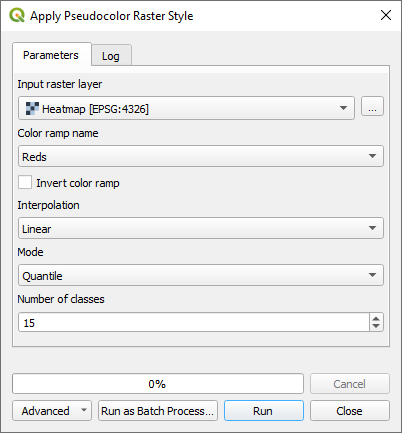 Apply Pseudocolor Raster Style
Parameters Log
Input raster layer
Heatmap [EPSG:4326] ...
Color ramp name
Reds
Invert color ramp
Interpolation
Linear
Mode
Quantile
Number of classes
15
0% Cancel
Advanced Run as Batch Process... Run Close